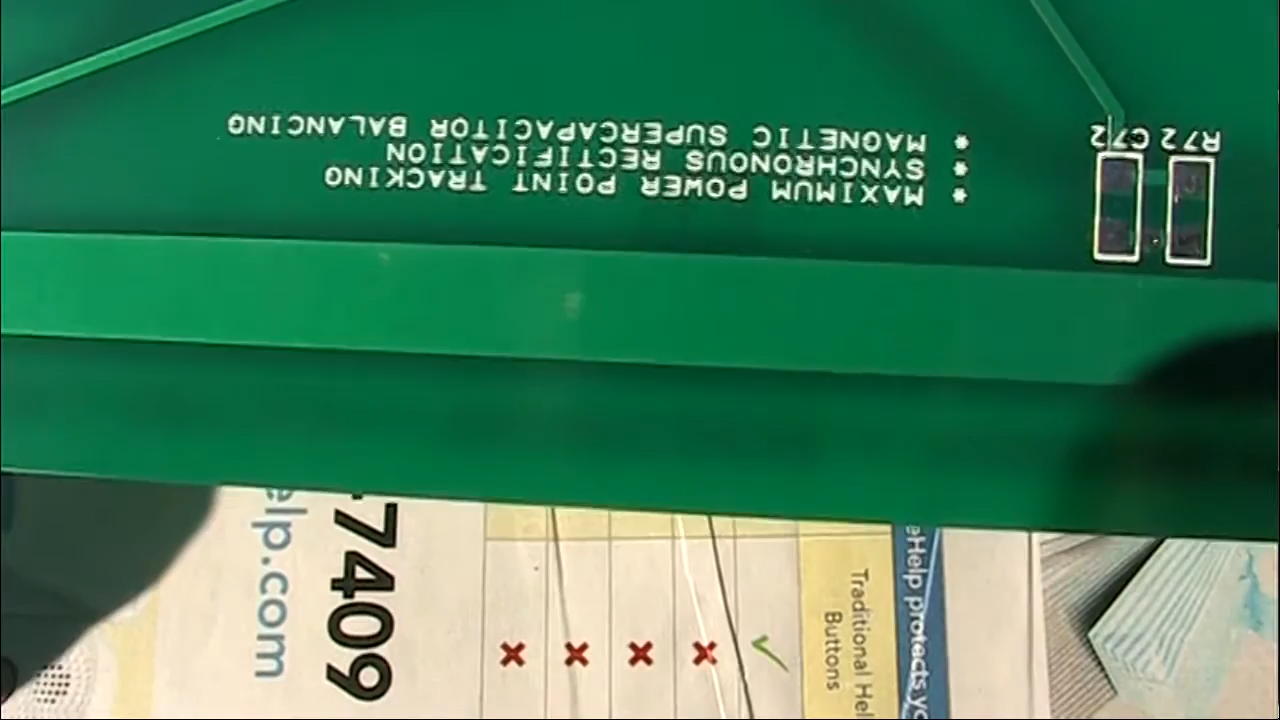 * MAXIMUM POWER POINT TRACKING
* SYNCHRONOUS RECTIFICATION
* MAGNETIC SUPERCAPACITOR BALANCING
R72 C72
7409
elp.com
Traditional Hel
Buttons
eHelp protects yo